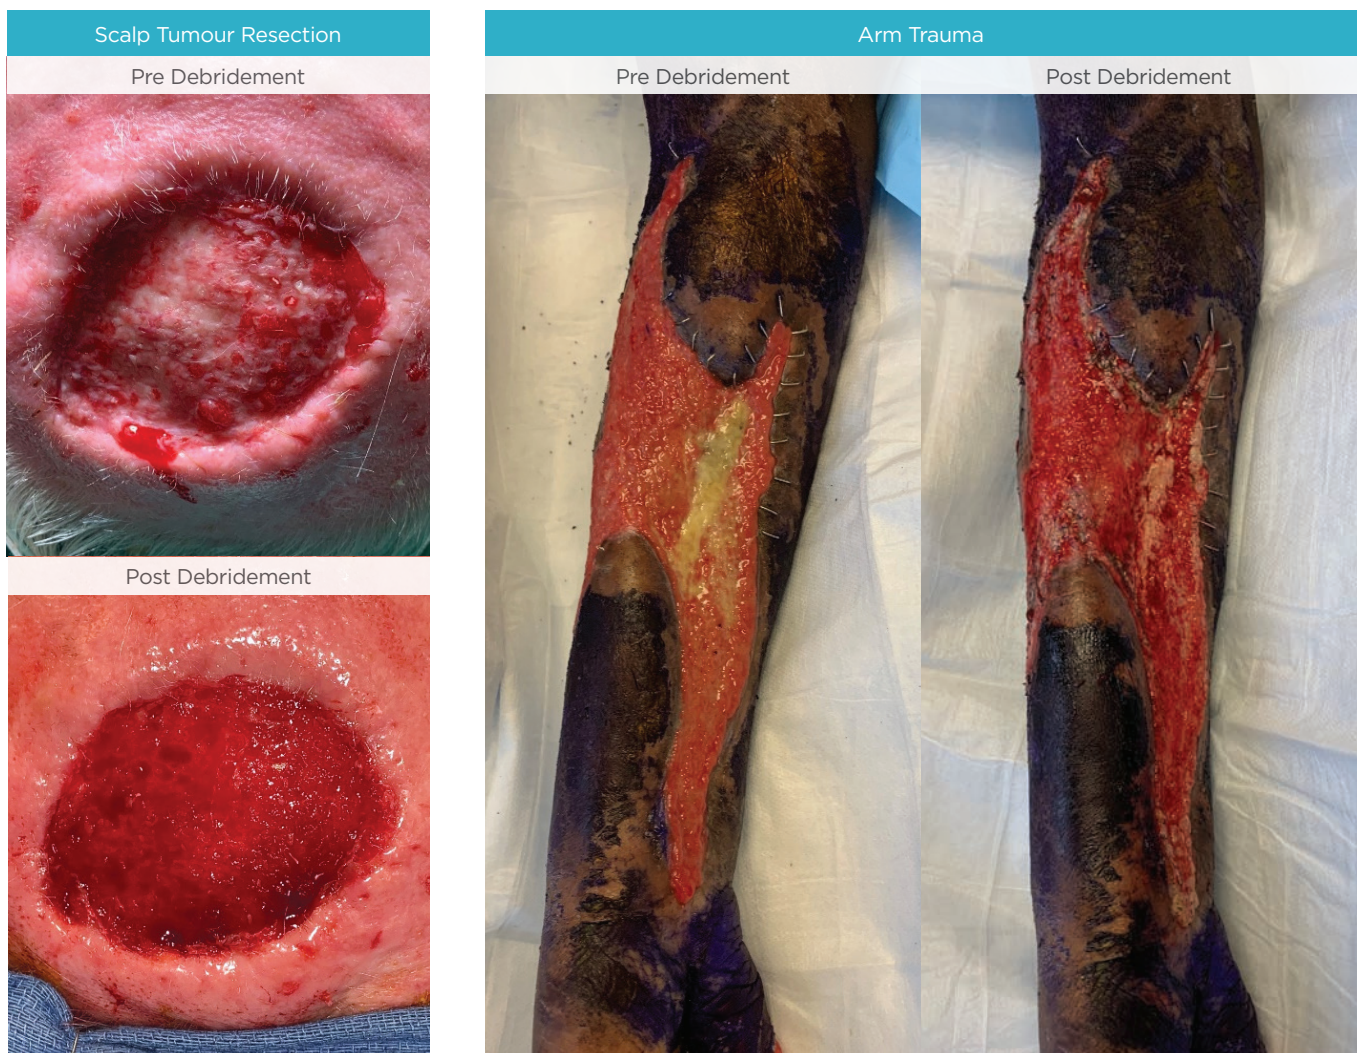 Scalp Tumour Resection
Pre Debridement
Post Debridement
Arm Trauma
Pre Debridement
Post Debridement